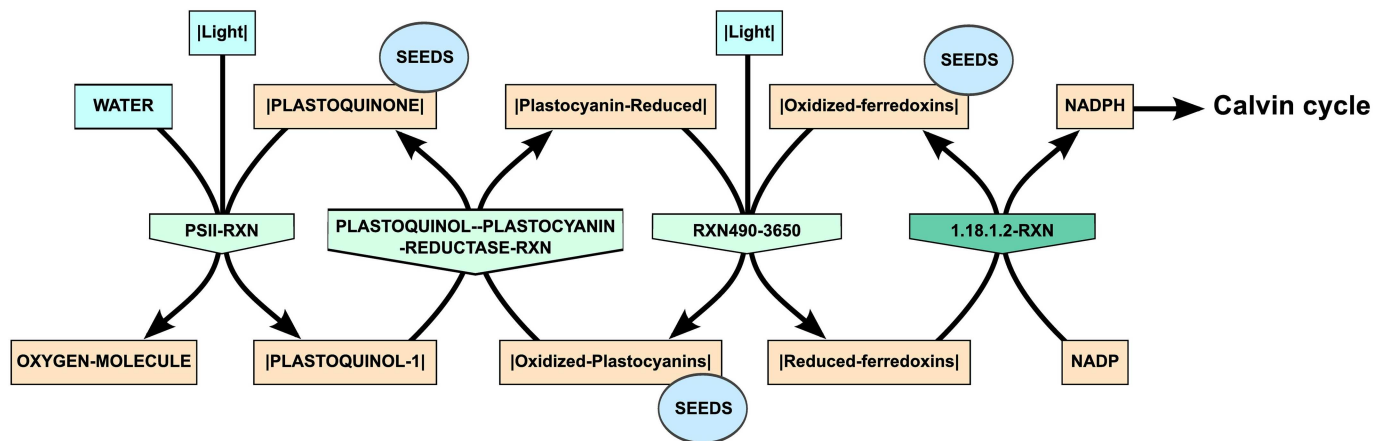 |Light|
SEEDS
|Light|
SEEDS
WATER
|PLASTOQUINONE|
|Plastocyanin-Reduced|
|Oxidized-ferredoxins|
NADPH
Calvin cycle
PSII-RXN
PLASTOQUINOL--PLASTOCYANIN
-REDUCTASE-RXN
RXN490-3650
1.18.1.2-RXN
OXYGEN-MOLECULE
|PLASTOQUINOL-1|
|Oxidized-Plastocyanins|
|Reduced-ferredoxins|
NADP
SEEDS